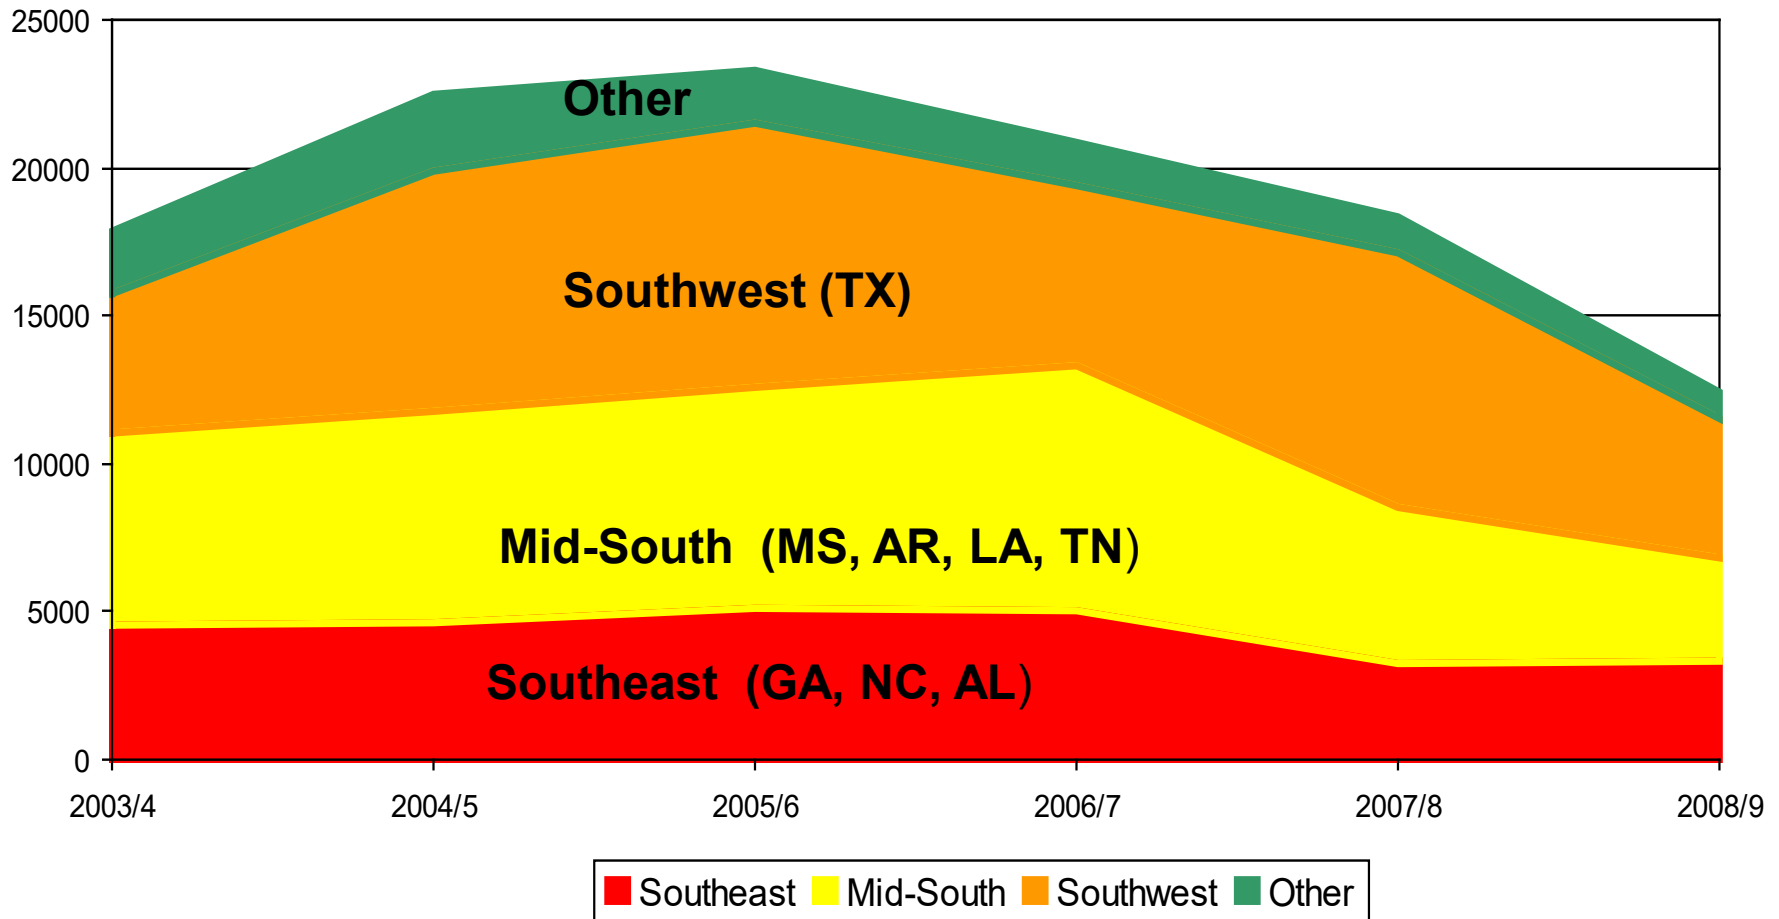 25000
Other
20000
Southwest (TX)
15000
10000
Mid-South (MS, AR, LA, TN)
5000
Southeast (GA, NC, AL)
0
2003/4 2004/5 2005/6 2006/7 2007/8 2008/9
Southeast Mid-South Southwest Other